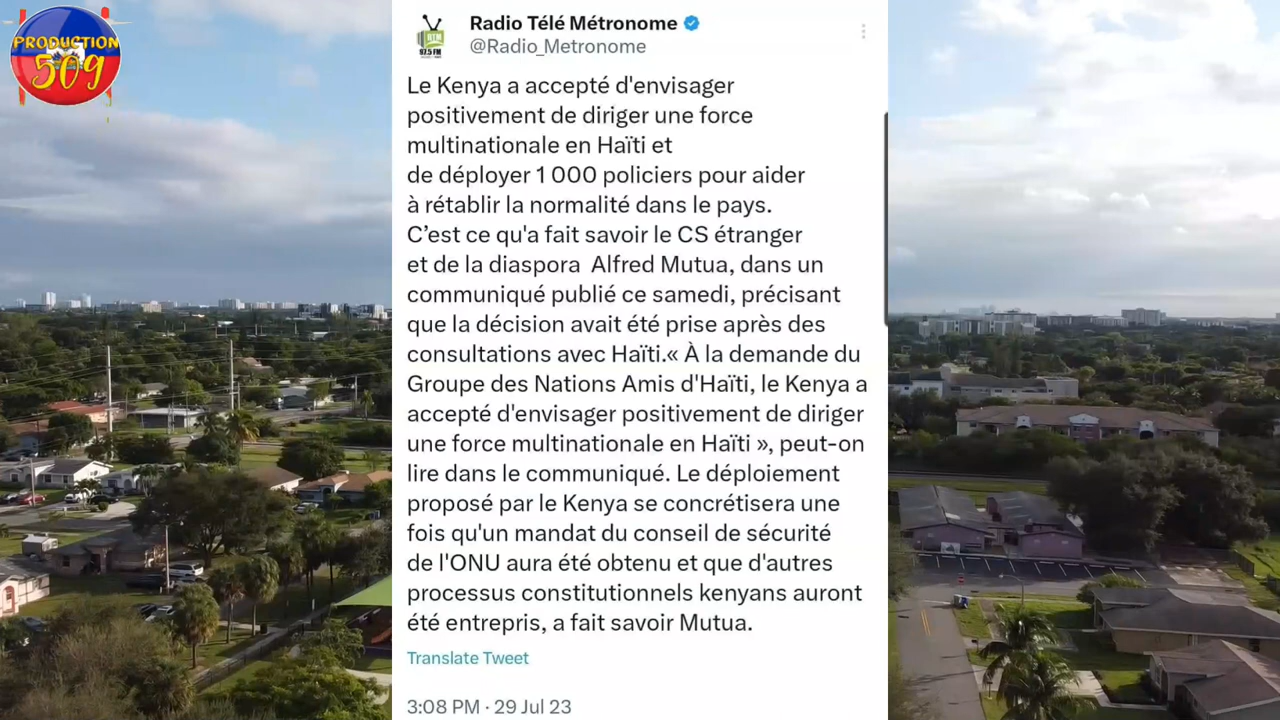 PRODUCTION
509
Radio Télé Métronome
@Radio_Metronome
RTM
97.5 FM
Le Kenya a accepté d'envisager
positivement de diriger une force
multinationale en Haïti et
de déployer 1 000 policiers pour aider
à rétablir la normalité dans le pays.
C’est ce qu'a fait savoir le CS étranger
et de la diaspora  Alfred Mutua, dans un
communiqué publié ce samedi, précisant
que la décision avait été prise après des
consultations avec Haïti.« À la demande du
Groupe des Nations Amis d'Haïti, le Kenya a
accepté d'envisager positivement de diriger
une force multinationale en Haïti », peut-on
lire dans le communiqué. Le déploiement
proposé par le Kenya se concrétisera une
fois qu'un mandat du conseil de sécurité
de l'ONU aura été obtenu et que d'autres
processus constitutionnels kenyans auront
été entrepris, a fait savoir Mutua.
Translate Tweet
3:08 PM · 29 Jul 23